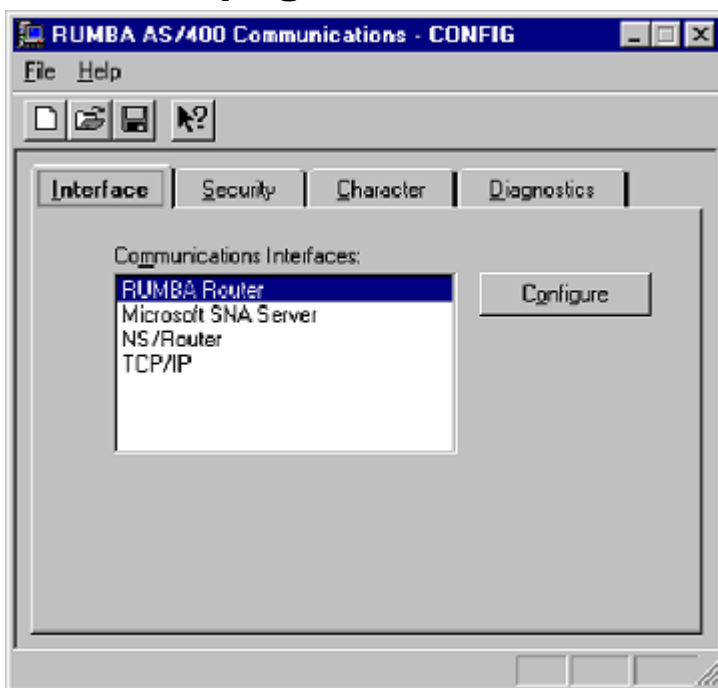 RUMBA AS/400 Communications - CONFIG
File Help
Interface Security Character Diagnostics
Communications Interfaces:
RUMBA Router
Configure
Microsoft SNA Server
NS/Router
TCP/IP